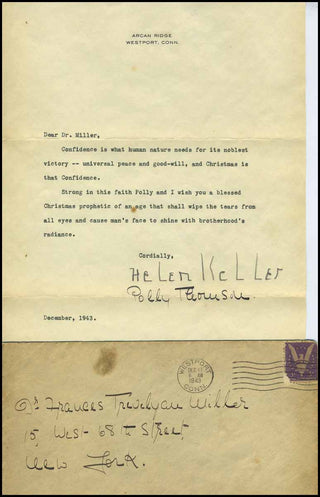 ARCAN RIDGE
WESTPORT, CONN.
Dear Dr. Miller,
Confidence is what human nature needs for its noblest
victory -- universal peace and good-will, and Christmas is
that Confidence.
Strong in this faith Polly and I wish you a blessed
Christmas prophetic of an age that shall wipe the tears from
all eyes and cause man's face to shine with brotherhood's
radiance.
Cordially,
HELEN KELLER
Polly Thomson.
December, 1943.
WESTPORT
DEC 11
1943
CONN.
Dr Frances Trevelyan Miller
15, West 68th Street
New York.